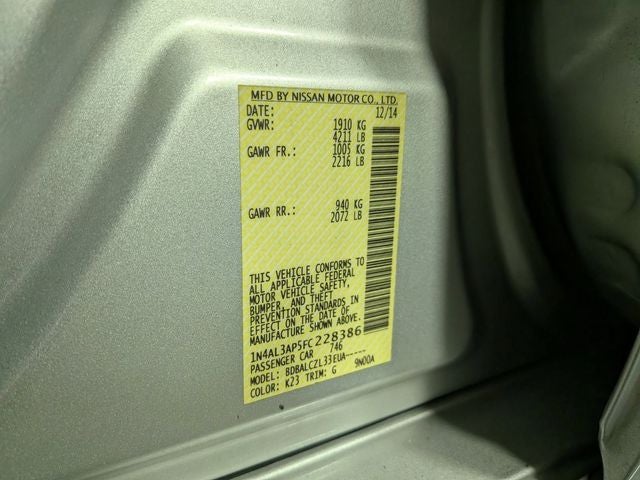 MFD BY NISSAN MOTOR CO., LTD.
DATE: 12/14
GVWR: 1910 KG
4211 LB
GAWR FR.: 1005 KG
2216 LB
GAWR RR.: 940 KG
2072 LB
THIS VEHICLE CONFORMS TO
ALL APPLICABLE FEDERAL
MOTOR VEHICLE SAFETY,
BUMPER, AND THEFT
PREVENTION STANDARDS IN
EFFECT ON THE DATE OF
MANUFACTURE SHOWN ABOVE.
1N4AL3AP5FC228386
PASSENGER CAR 746
MODEL: BDBALCZL33EUA-----
COLOR: K23 TRIM: G 9N00A